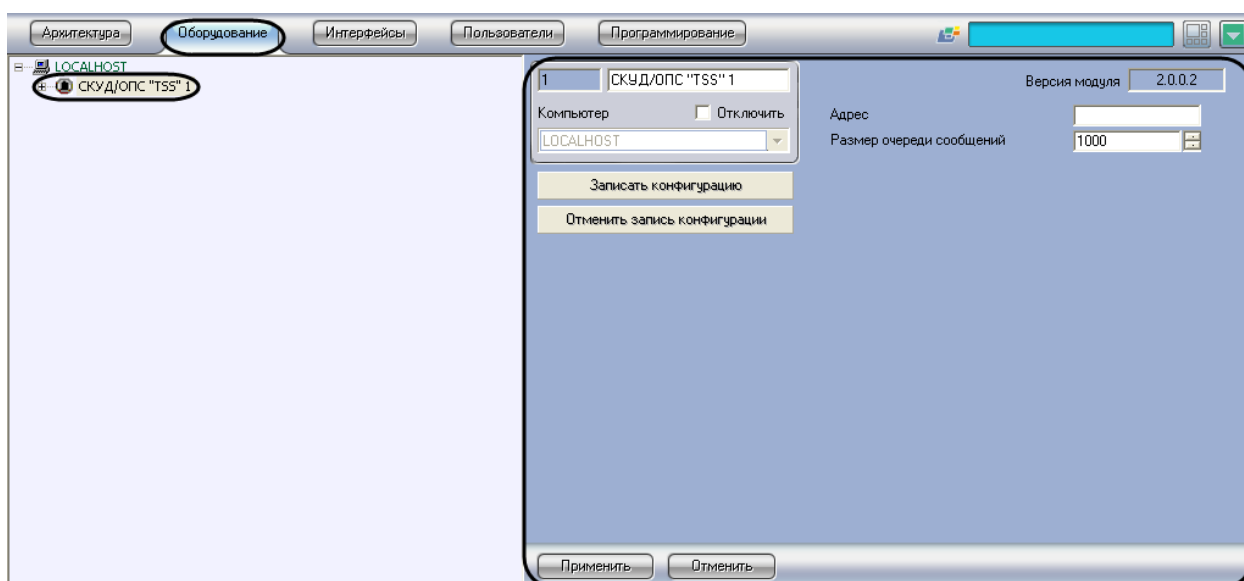 Архитектура Оборудование Интерфейсы Пользователи Программирование
LOCALHOST
СКУД/ОПС "TSS" 1
1 СКУД/ОПС "TSS" 1 Версия модуля 2.0.0.2
Компьютер Отключить Адрес
LOCALHOST Размер очереди сообщений 1000
Записать конфигурацию
Отменить запись конфигурации
Применить Отменить